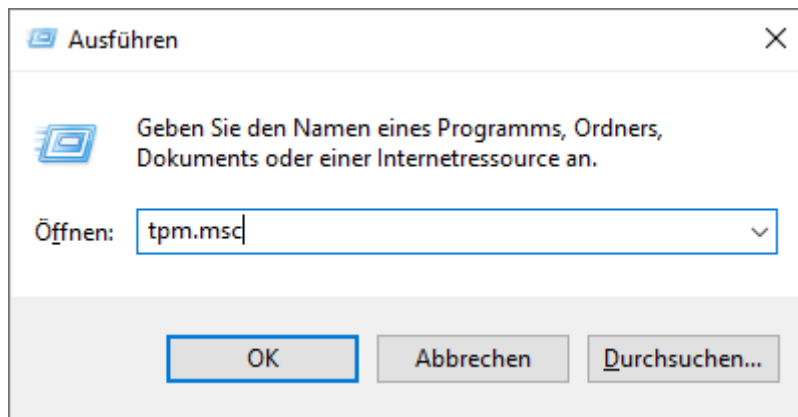 Ausführen
Geben Sie den Namen eines Programms, Ordners,
Dokuments oder einer Internetressource an.
Öffnen: tpm.msc
OK Abbrechen Durchsuchen...